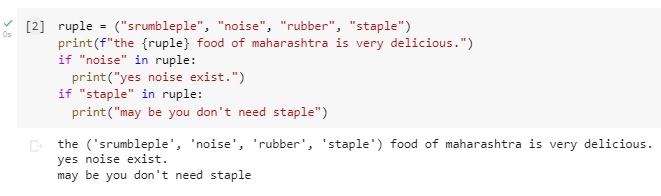 [2] ruple = ("srumbleple", "noise", "rubber", "staple")
print(f"the {ruple} food of maharashtra is very delicious.")
if "noise" in ruple:
  print("yes noise exist.")
if "staple" in ruple:
  print("may be you don't need staple")
0s
the ('srumbleple', 'noise', 'rubber', 'staple') food of maharashtra is very delicious.
yes noise exist.
may be you don't need staple